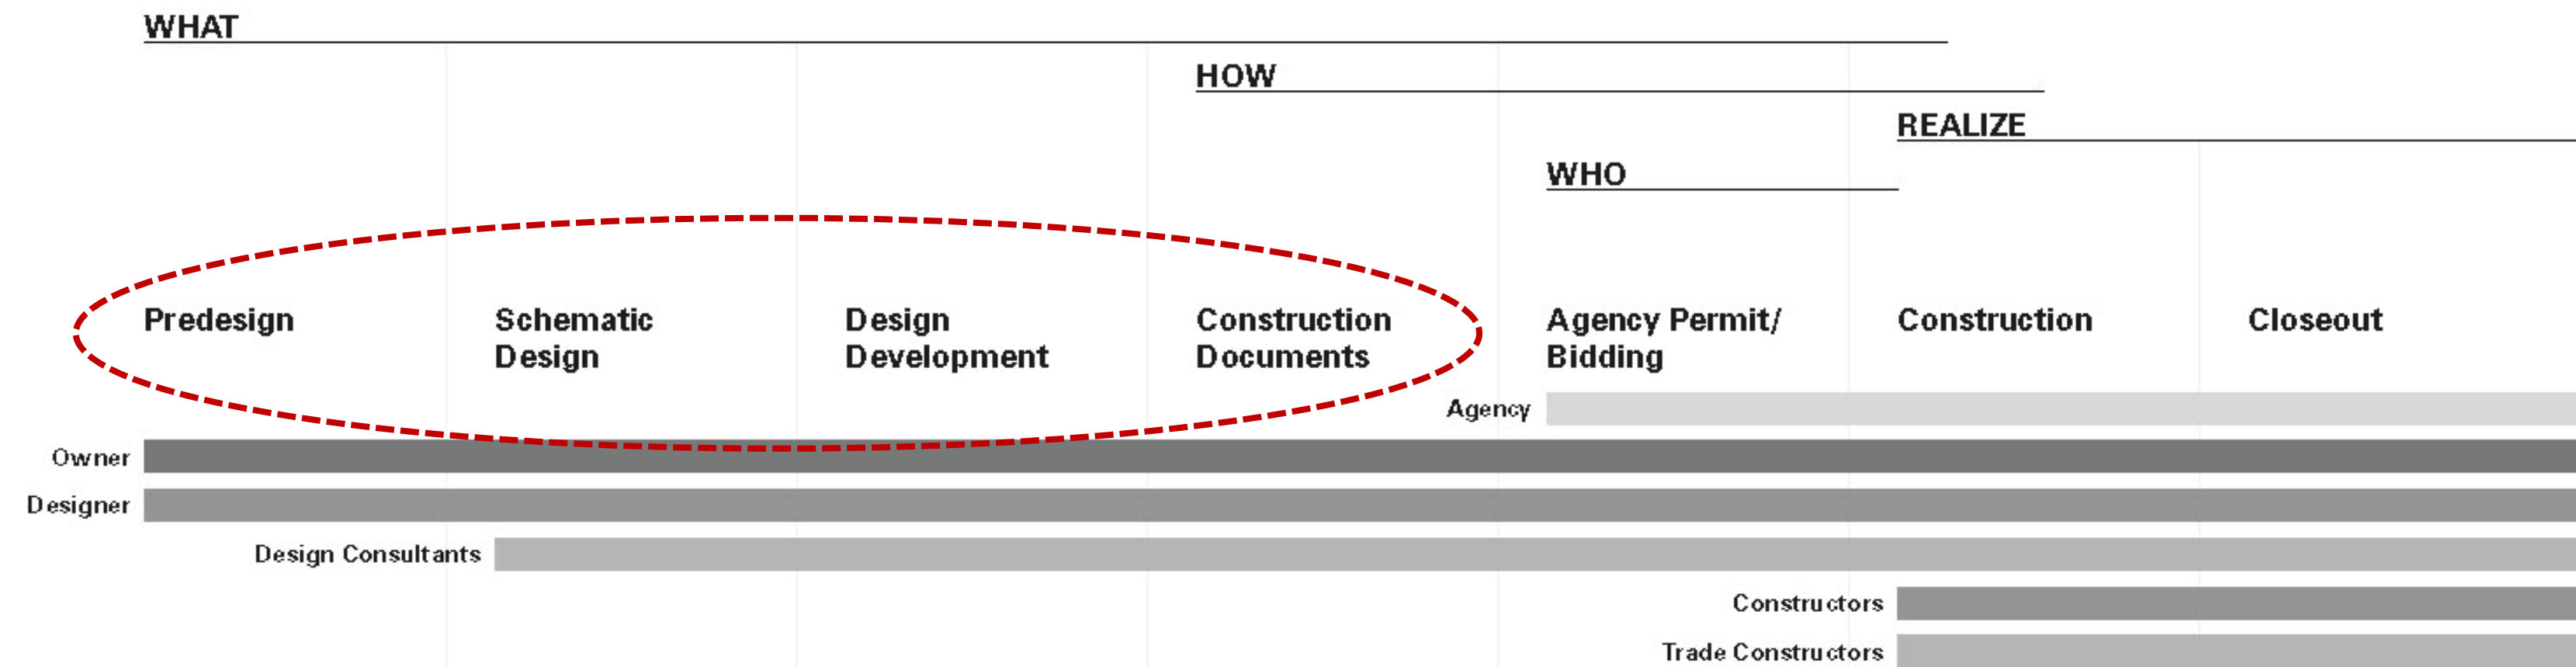 WHAT
HOW
REALIZE
WHO
Predesign
Schematic
Design
Design
Development
Construction
Documents
Agency Permit/
Bidding
Construction
Closeout
Agency
Owner
Designer
Design Consultants
Constructors
Trade Constructors